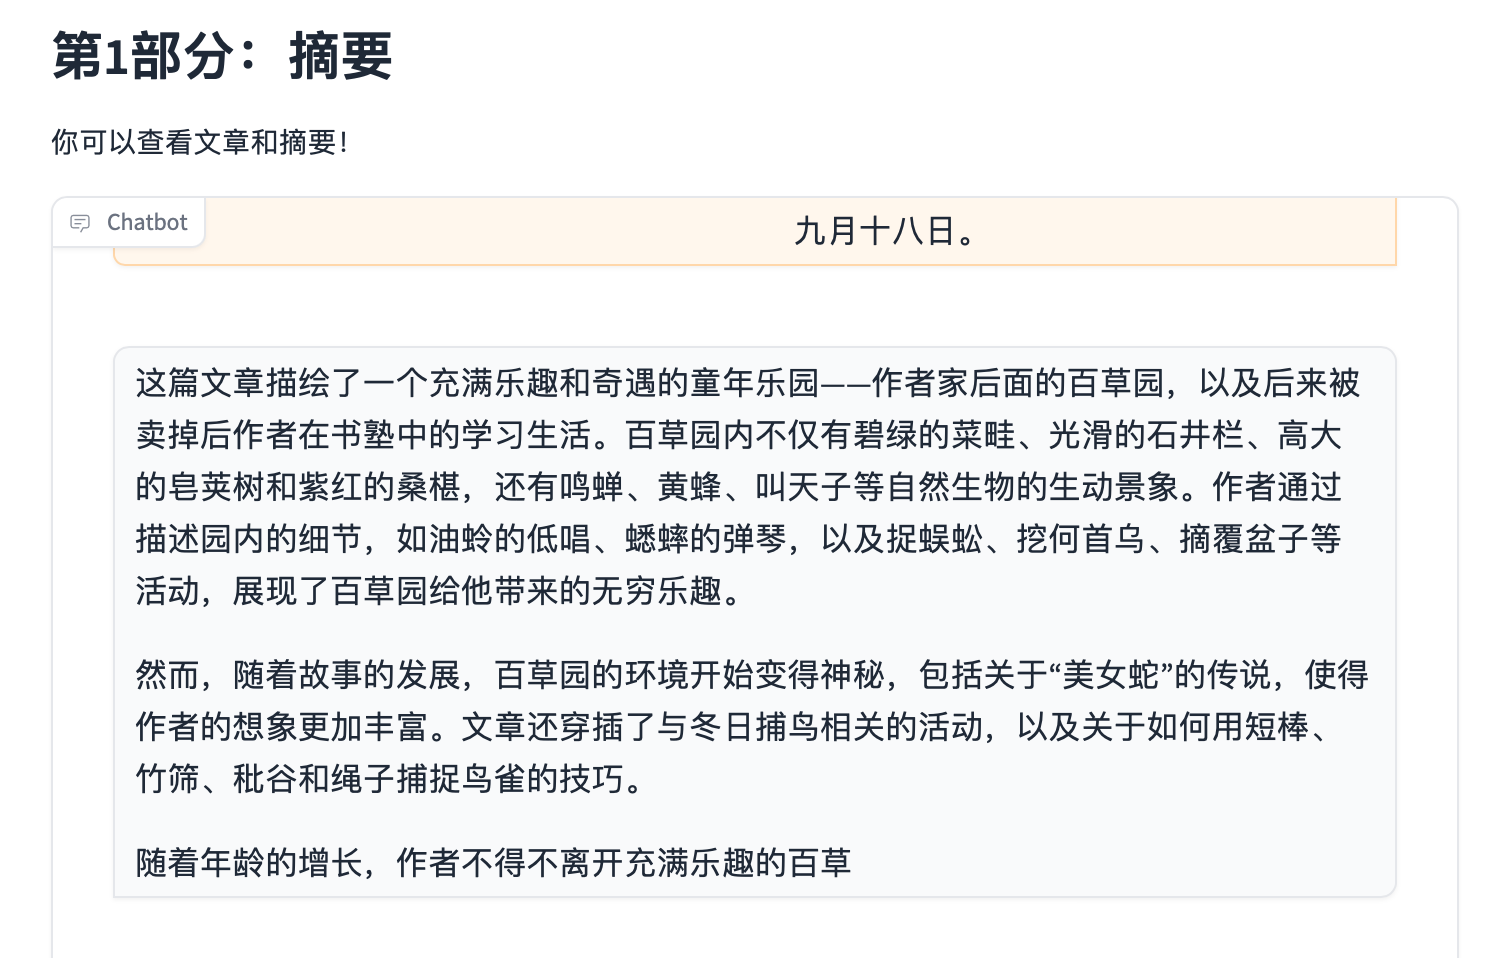 第1部分：摘要
你可以查看文章和摘要！
Chatbot
九月十八日。
这篇文章描绘了一个充满乐趣和奇遇的童年乐园——作者家后面的百草园，以及后来被
卖掉后作者在书塾中的学习生活。百草园内不仅有碧绿的菜畦、光滑的石井栏、高大
的皂荚树和紫红的桑椹，还有鸣蝉、黄蜂、叫天子等自然生物的生动景象。作者通过
描述园内的细节，如油蛉的低唱、蟋蟀的弹琴，以及捉蜈蚣、挖何首乌、摘覆盆子等
活动，展现了百草园给他带来的无穷乐趣。
然而，随着故事的发展，百草园的环境开始变得神秘，包括关于“美女蛇”的传说，使得
作者的想象更加丰富。文章还穿插了与冬日捕鸟相关的活动，以及关于如何用短棒、
竹筛、秕谷和绳子捕捉鸟雀的技巧。
随着年龄的增长，作者不得不离开充满乐趣的百草